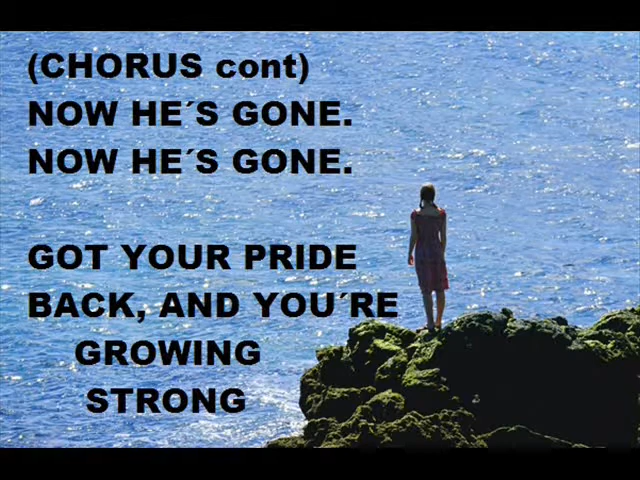 (CHORUS cont)
NOW HE´S GONE.
NOW HE´S GONE.
GOT YOUR PRIDE
BACK, AND YOU´RE
GROWING
STRONG